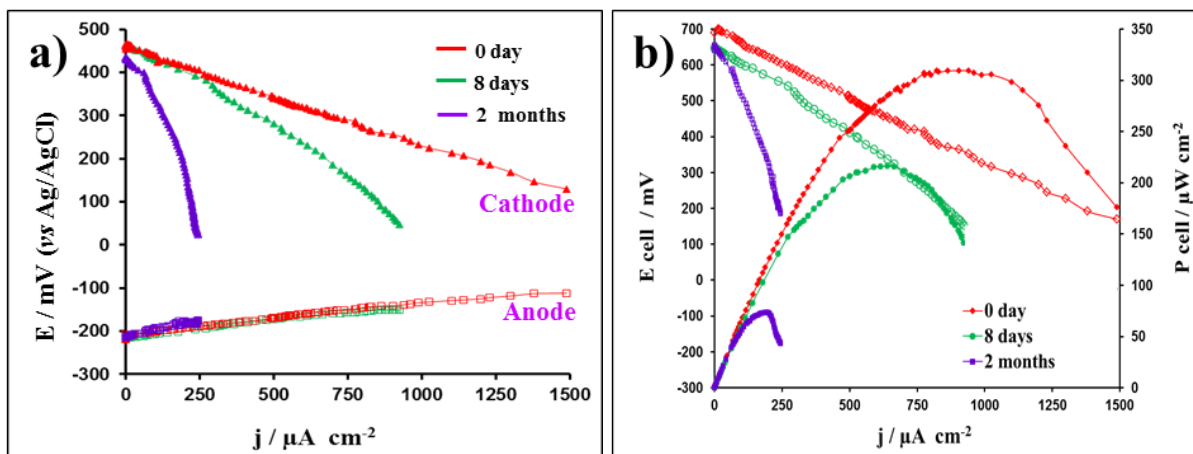 a)
500
400
300
200
100
0
-100
-200
-300
E / mV (vs Ag/AgCl)
0 day
8 days
2 months
Cathode
Anode
0 250 500 750 1000 1250 1500
j / µA cm-2
b)
700
600
500
400
300
200
100
0
-100
-200
-300
E cell / mV
350
300
250
200
150
100
50
0
P cell / µW cm-2
0 day
8 days
2 months
0 250 500 750 1000 1250 1500
j / µA cm-2